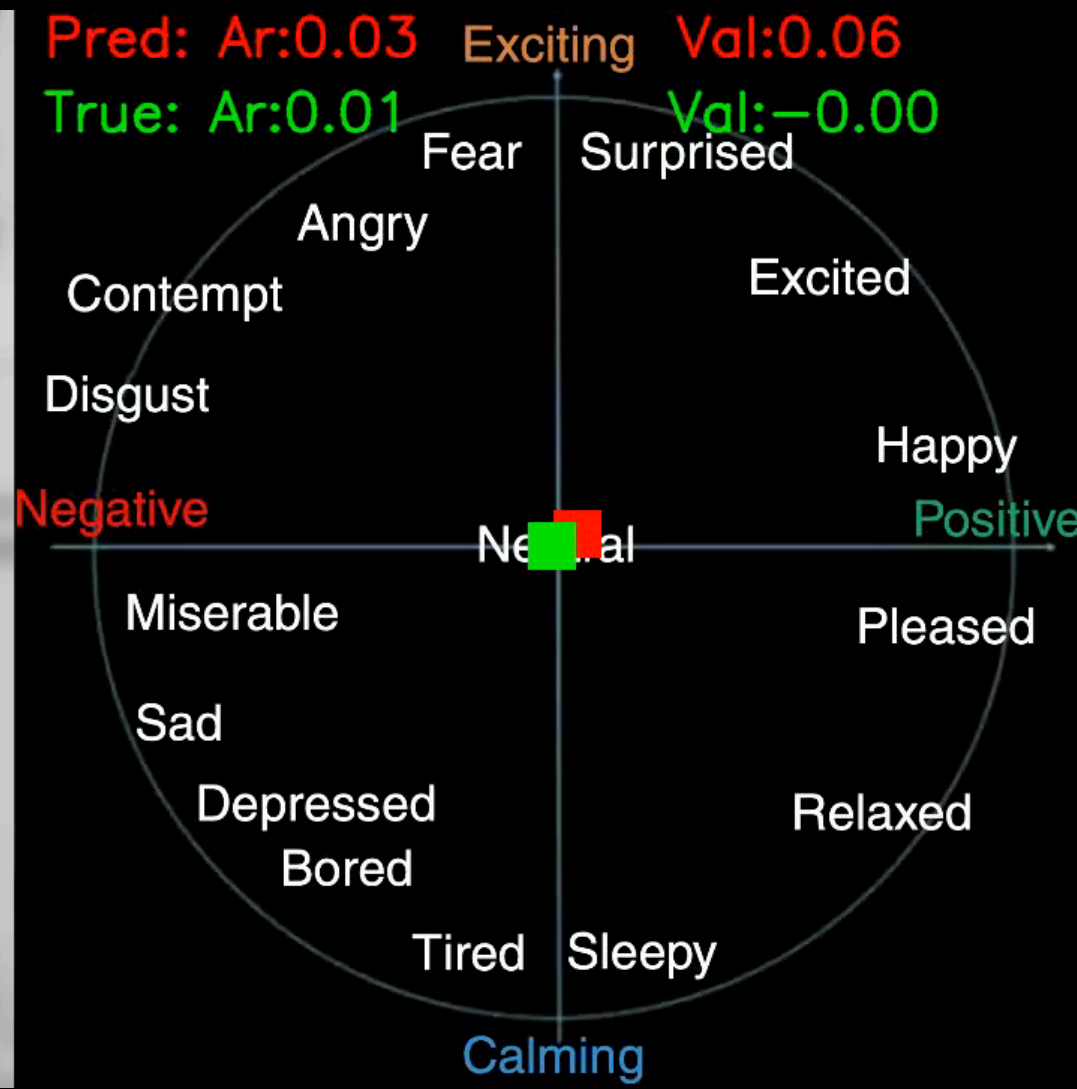 Pred: Ar:0.03 Exciting Val:0.06
True: Ar:0.01 Val:-0.00
Fear Surprised
Angry
Excited
Contempt
Disgust
Happy
Negative Positive
Miserable
Pleased
Sad
Depressed
Relaxed
Bored
Tired Sleepy
Calming